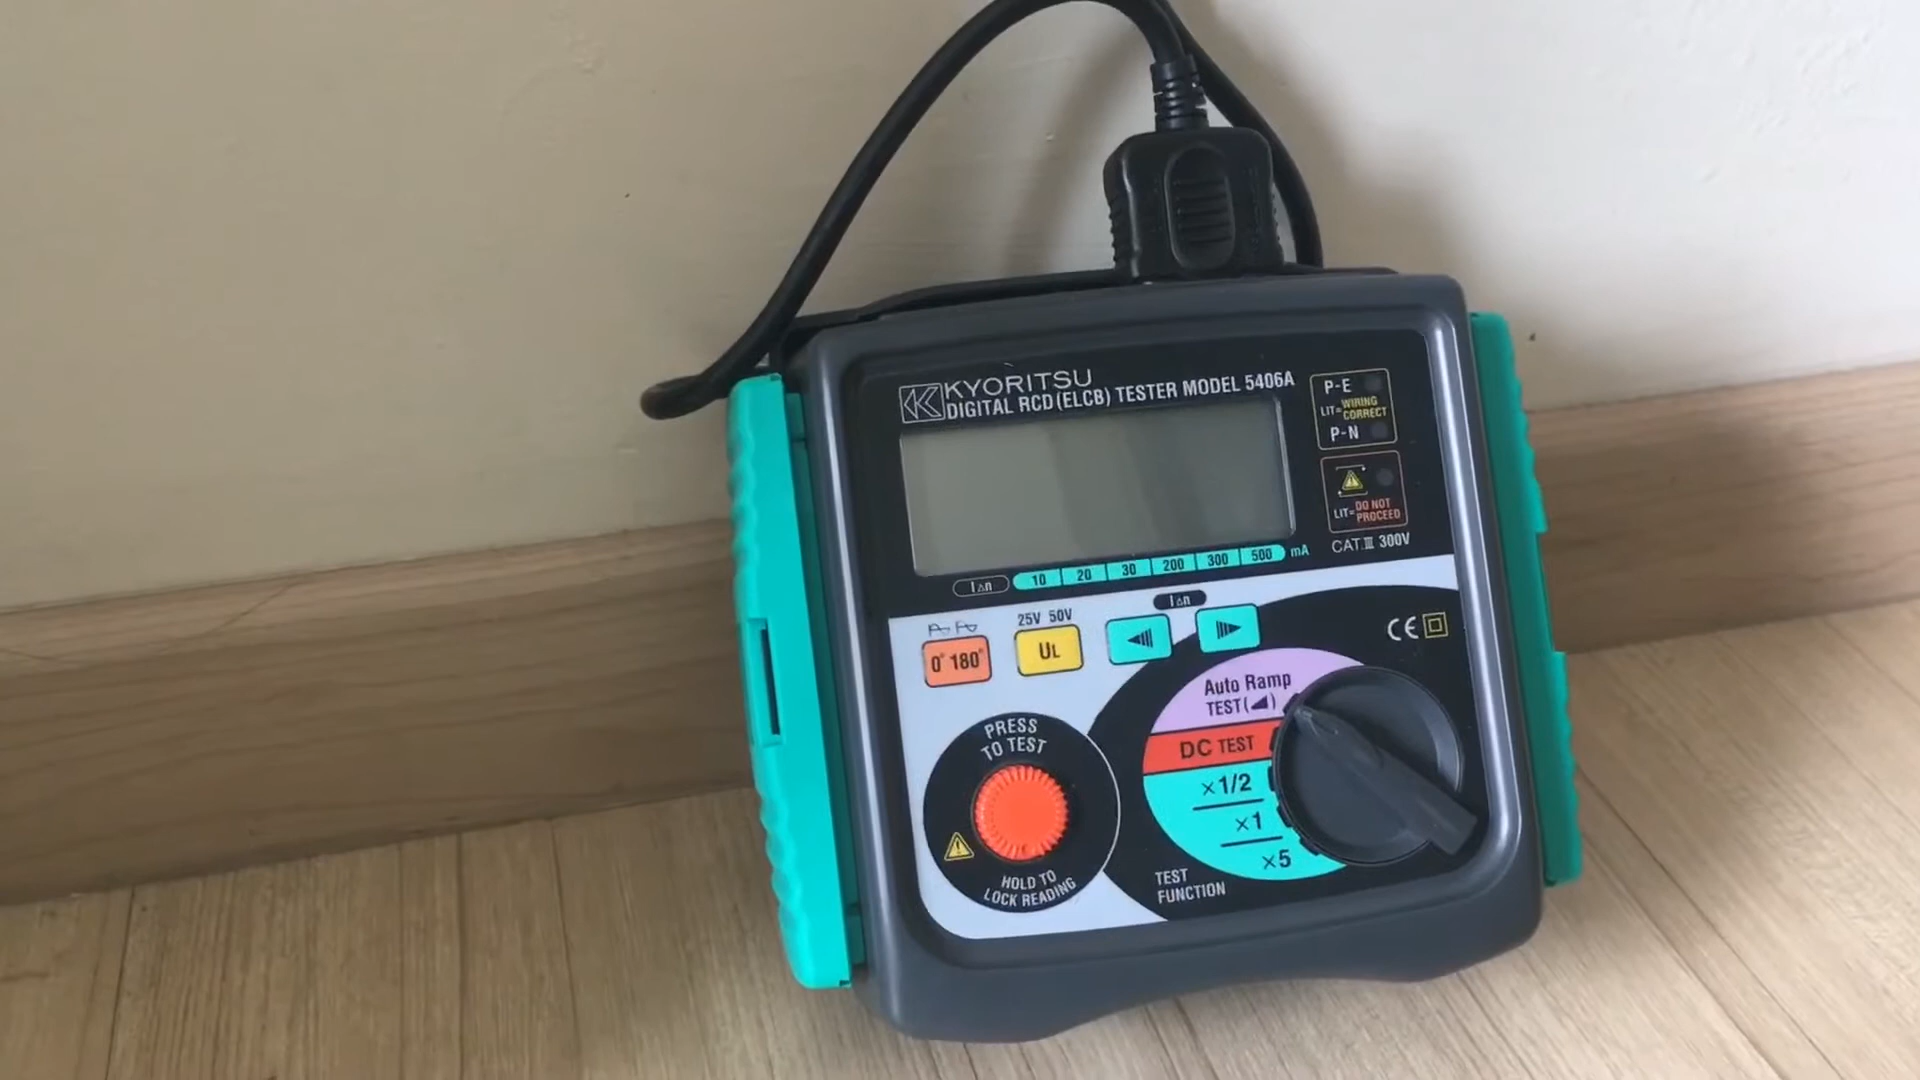 KYORITSU
DIGITAL RCD (ELCB) TESTER MODEL 5406A
P-E
LIT= WIRING CORRECT
P-N
LIT= DO NOT PROCEED
CAT.Ⅲ 300V
I△n 10 20 30 200 300 500 mA
25V 50V
I△n
0° 180°
UL
CE
Auto Ramp
TEST(◢)
DC TEST
×1/2
×1
×5
TEST
FUNCTION
PRESS
TO TEST
HOLD TO
LOCK READING